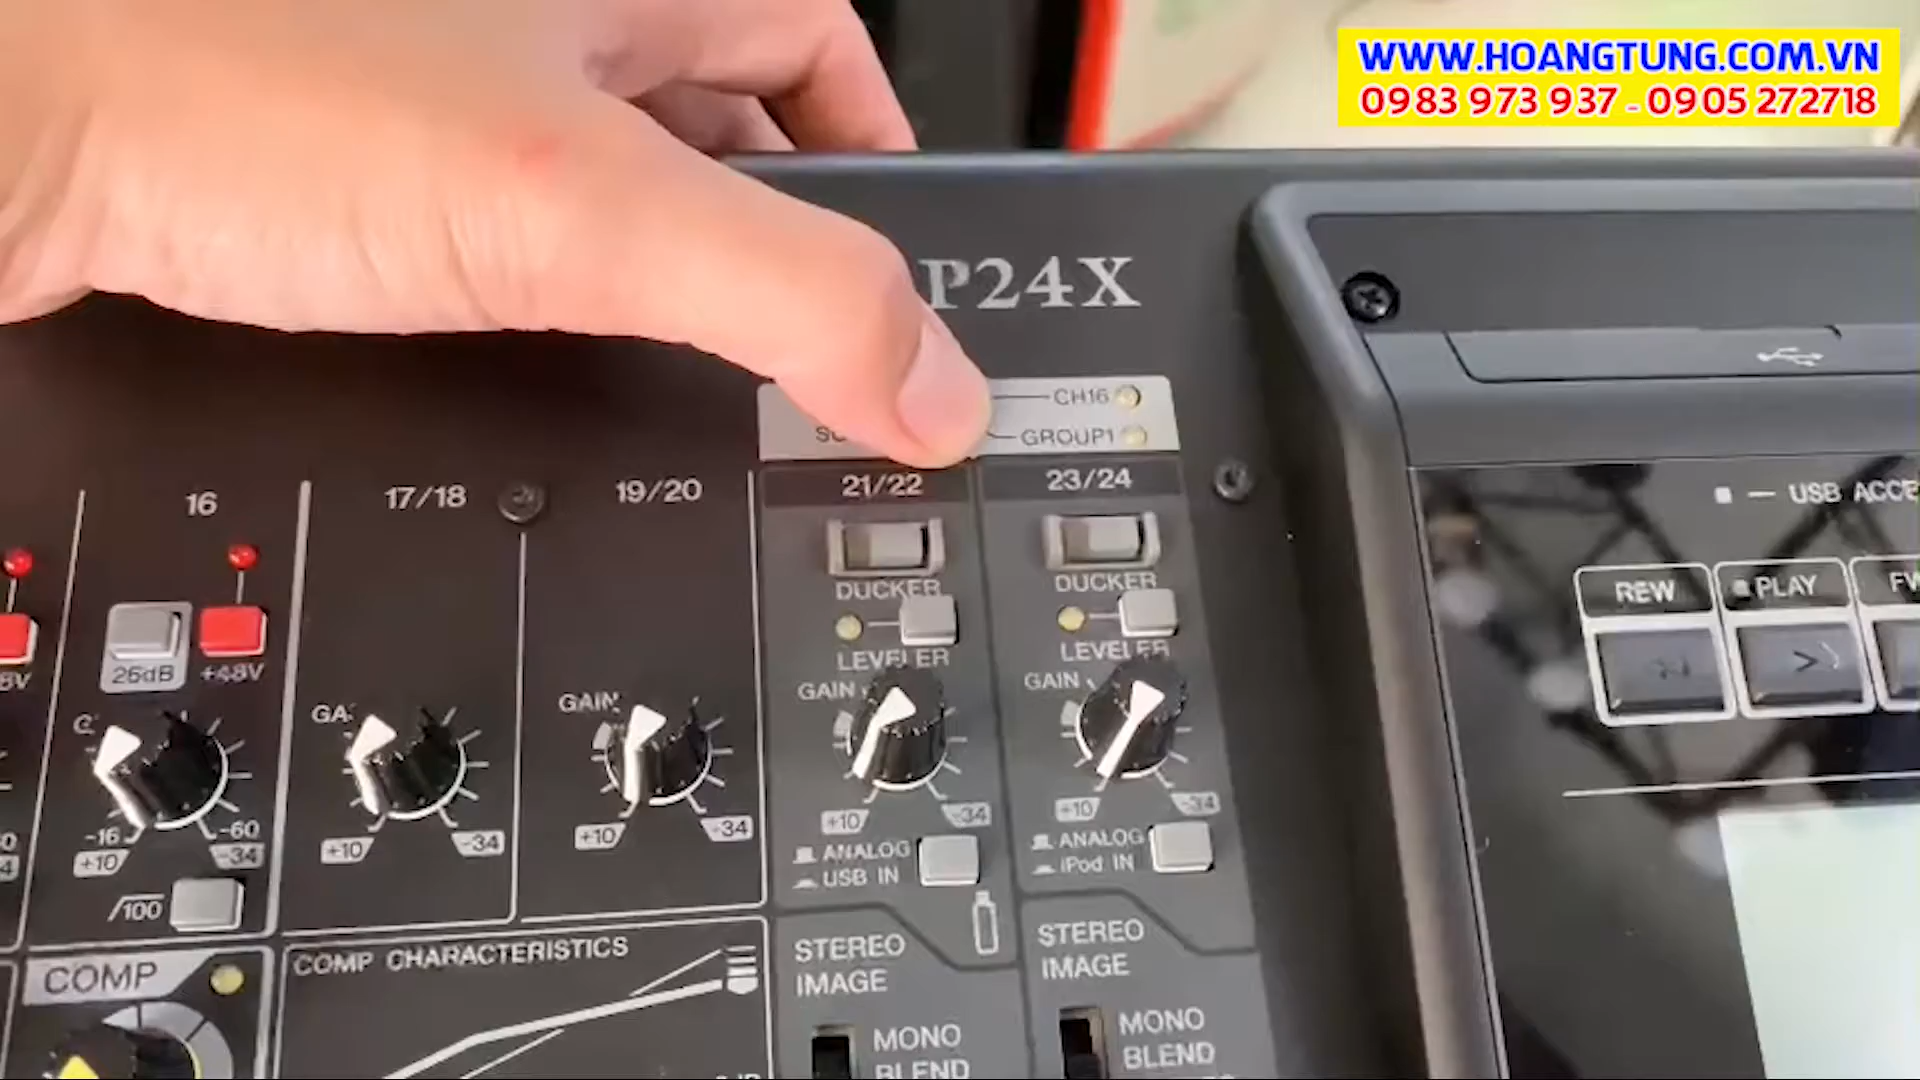 WWW.HOANGTUNG.COM.VN
0983 973 937 - 0905 272718
P24X
CH16
GROUP1
21/22
23/24
16
17/18
19/20
USB
DUCKER
DUCKER
REW
PLAY
LEVELER
LEVELER
26dB
+48V
GAIN
GAIN
GAIN
-16
-60
+10
-34
+10
-34
+10
-34
+10
-34
+10
-34
ANALOG
USB IN
ANALOG
iPod IN
/100
STEREO
IMAGE
STEREO
IMAGE
COMP
COMP CHARACTERISTICS
MONO
BLEND
MONO
BLEND